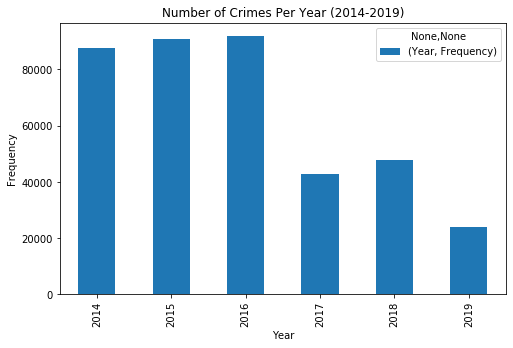 Number of Crimes Per Year (2014-2019)
None,None
(Year, Frequency)
80000
60000
40000
20000
0
Frequency
2014
2015
2016
2017
2018
2019
Year